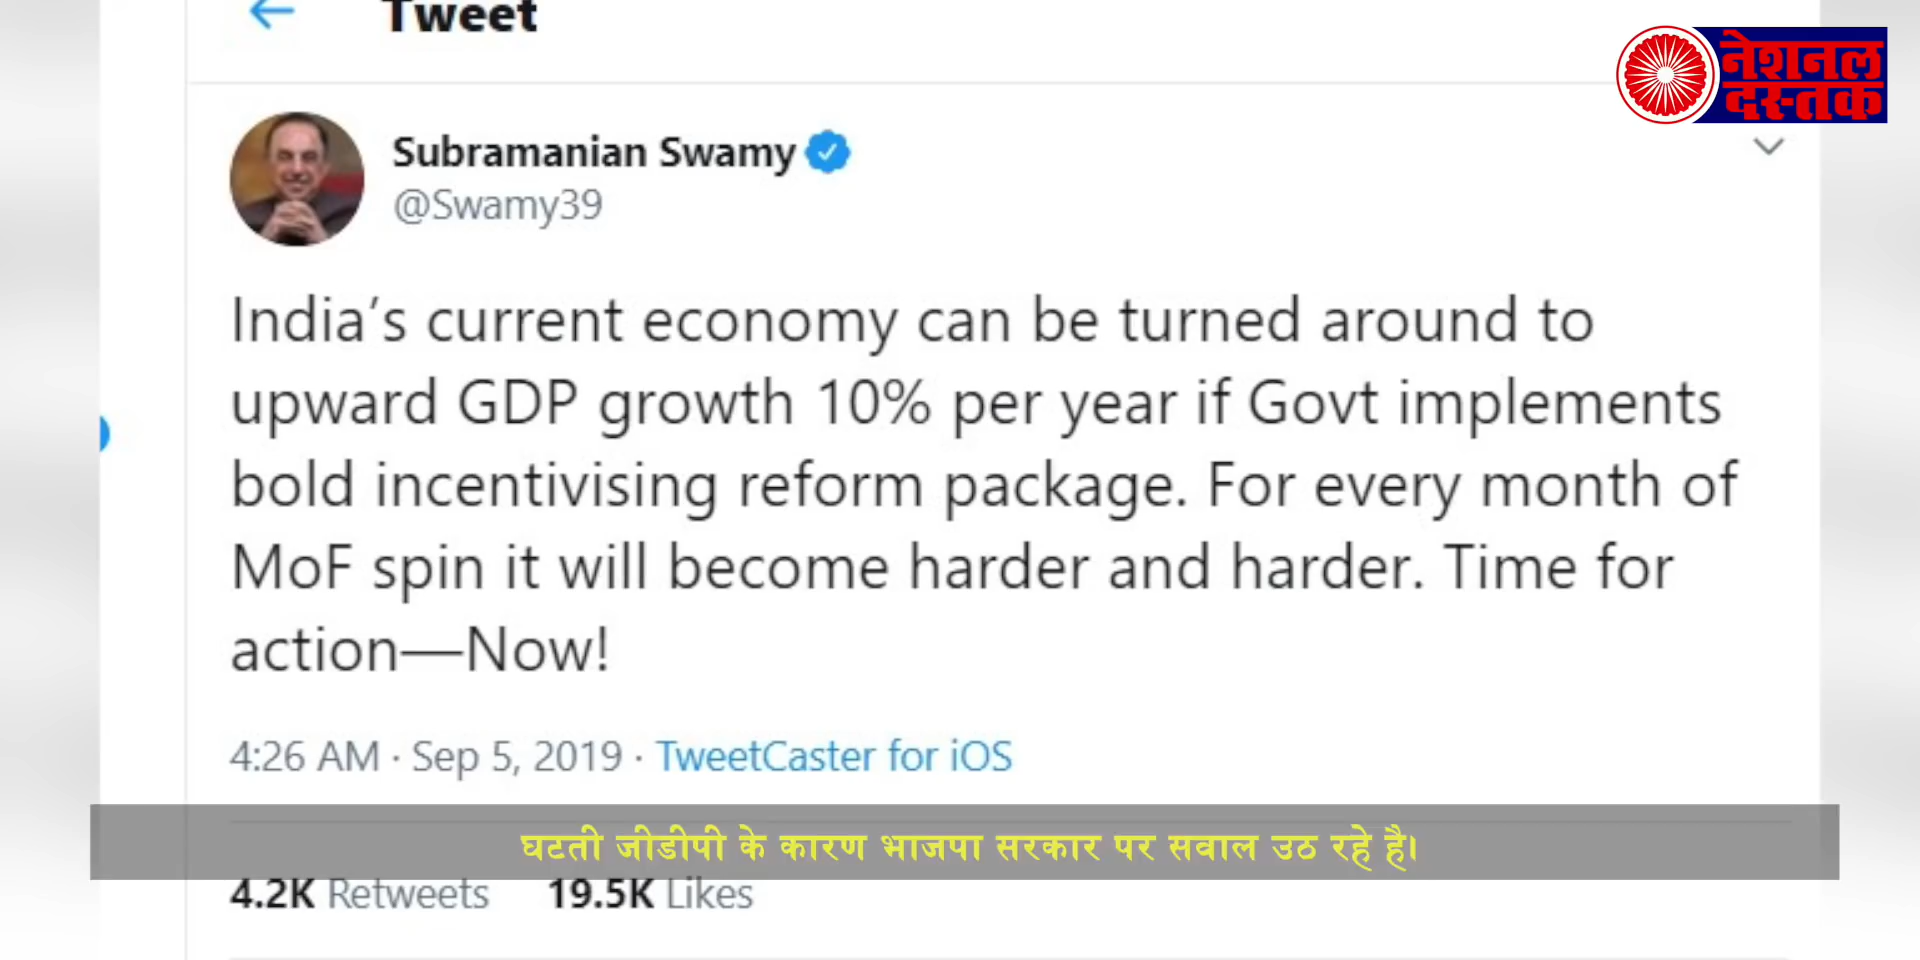 Tweet
नेशनल
दस्तक
Subramanian Swamy
@Swamy39
India's current economy can be turned around to
upward GDP growth 10% per year if Govt implements
bold incentivising reform package. For every month of
MoF spin it will become harder and harder. Time for
action—Now!
4:26 AM · Sep 5, 2019 · TweetCaster for iOS
घटती जीडीपी के कारण भाजपा सरकार पर सवाल उठ रहे है।
4.2K Retweets 19.5K Likes